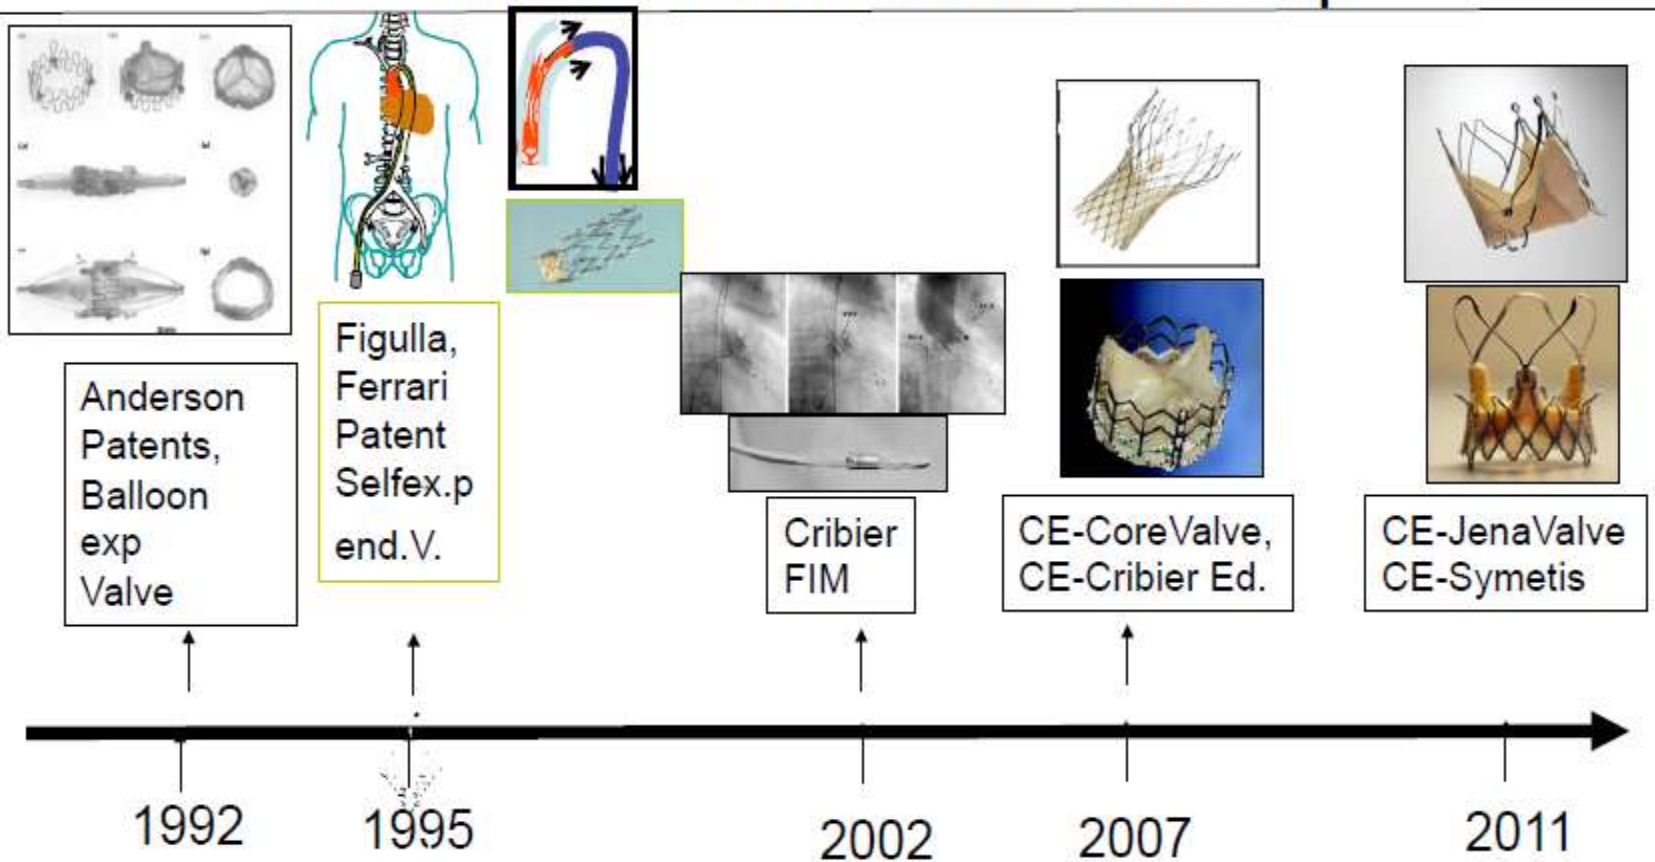 Anderson
Patents,
Balloon
exp
Valve
Figulla,
Ferrari
Patent
Selfex.p
end.V.
Cribier
FIM
CE-CoreValve,
CE-Cribier Ed.
CE-JenaValve
CE-Symetis
1992
1995
2002
2007
2011